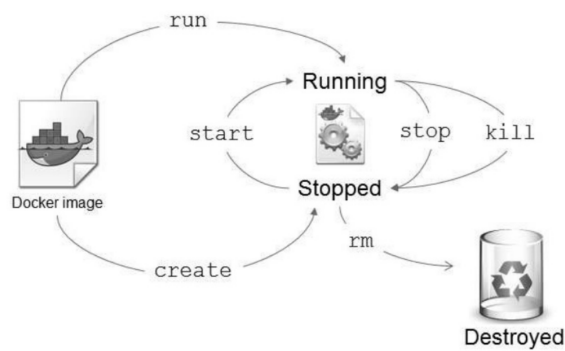 run
Running
start
stop
kill
Docker image
Stopped
rm
create
Destroyed